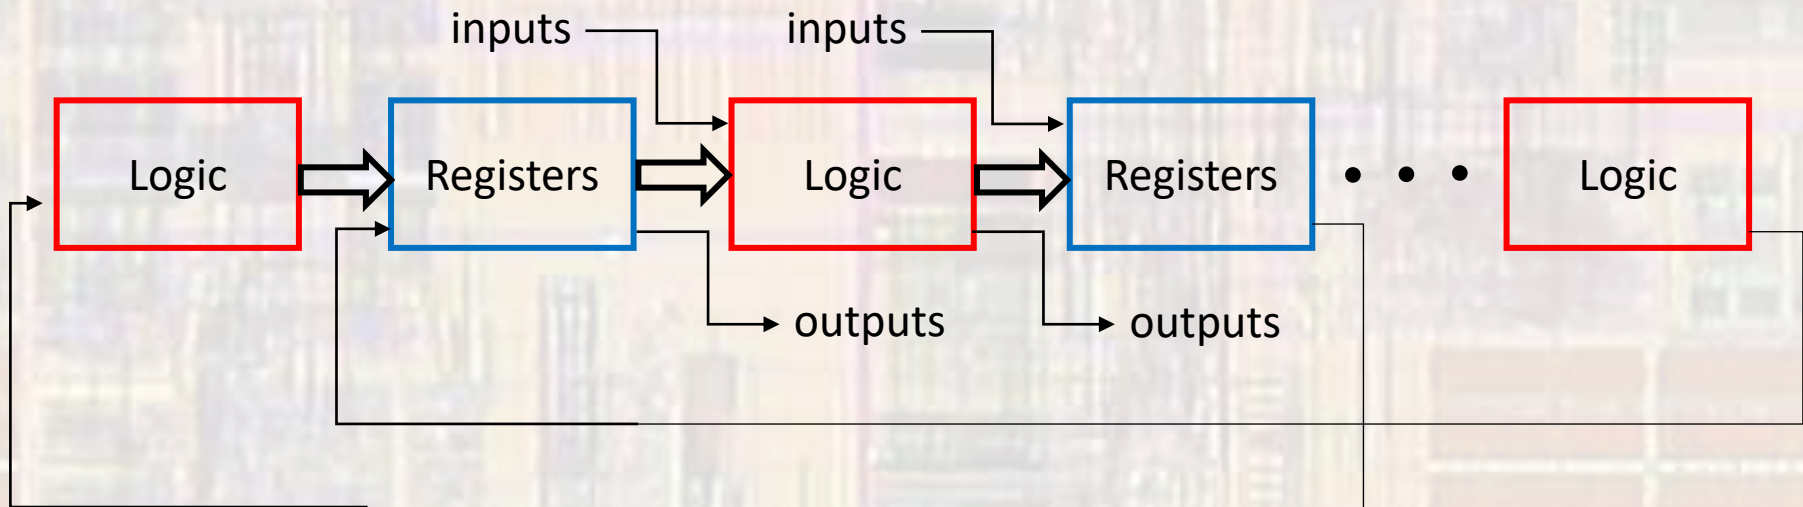 inputs inputs
Logic Registers Logic Registers • • • Logic
outputs outputs